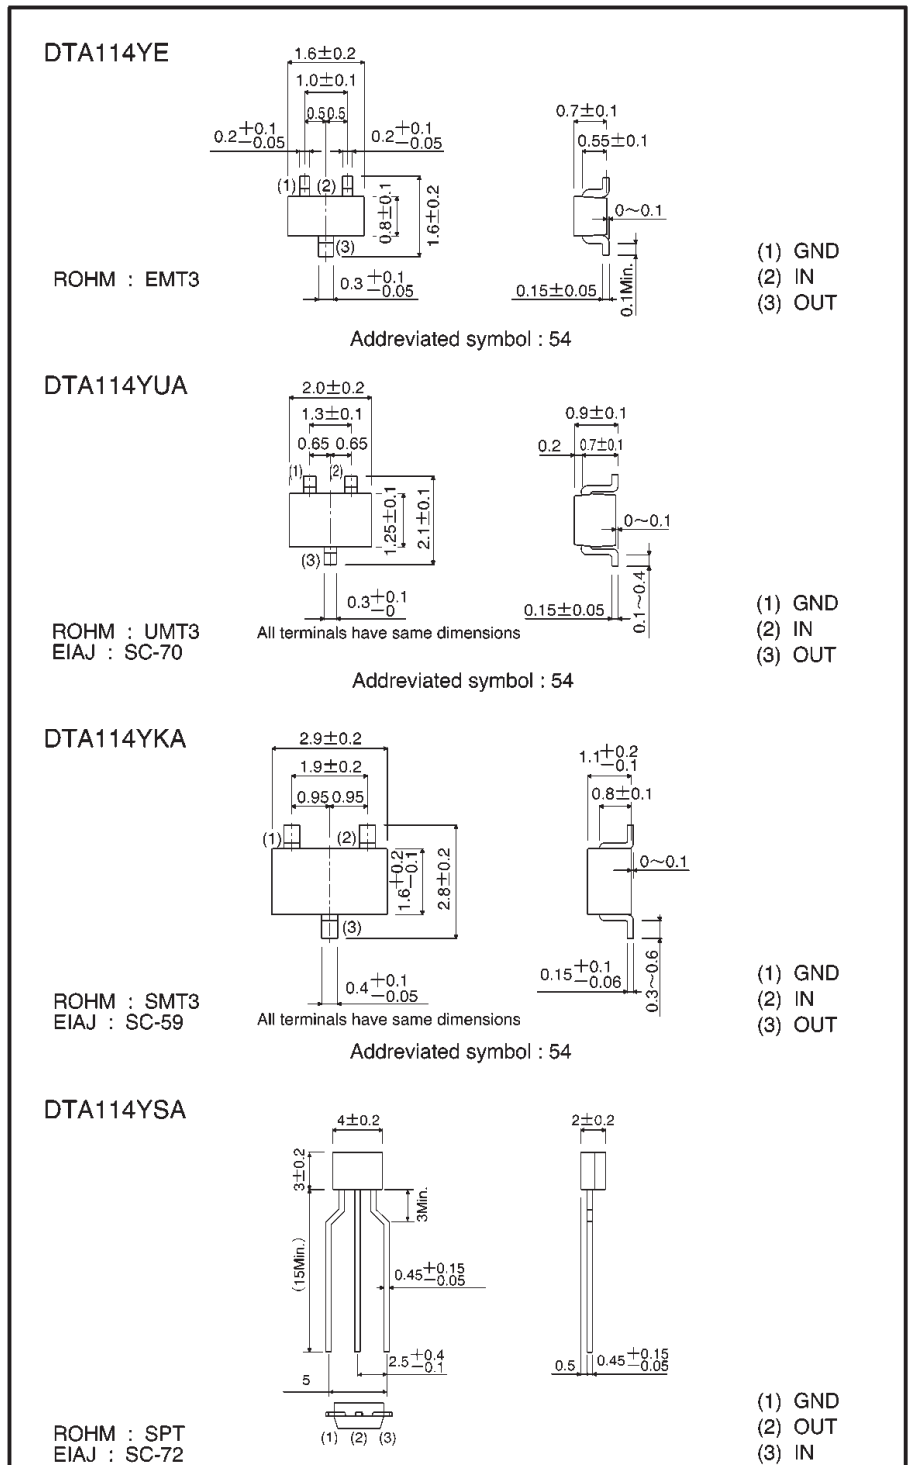 DTA114YE
1.6±0.2
1.0±0.1
0.5 0.5
0.2 +0.1 −0.05
0.2 +0.1 −0.05
(1) (2)
(3)
0.8±0.1
1.6±0.2
0.3 +0.1 −0.05
0.7±0.1
0.55±0.1
0~0.1
0.15±0.05
0.1Min.
ROHM : EMT3
(1) GND
(2) IN
(3) OUT
Addreviated symbol : 54
DTA114YUA
2.0±0.2
1.3±0.1
0.65 0.65
(1) (2)
(3)
1.25±0.1
2.1±0.1
0.3 +0.1 −0
0.9±0.1
0.2 0.7±0.1
0~0.1
0.15±0.05
0.1~0.4
ROHM : UMT3
EIAJ : SC-70
All terminals have same dimensions
(1) GND
(2) IN
(3) OUT
Addreviated symbol : 54
DTA114YKA
2.9±0.2
1.9±0.2
0.95 0.95
(1) (2)
(3)
1.6 +0.2 −0.1
2.8±0.2
0.4 +0.1 −0.05
1.1 +0.2 −0.1
0.8±0.1
0~0.1
0.15 +0.1 −0.06
0.3~0.6
ROHM : SMT3
EIAJ : SC-59
All terminals have same dimensions
(1) GND
(2) IN
(3) OUT
Addreviated symbol : 54
DTA114YSA
4±0.2
3±0.2
(15Min.)
3Min.
0.45 +0.15 −0.05
2.5 +0.4 −0.1
5
(1) (2) (3)
2±0.2
0.5 0.45 +0.15 −0.05
ROHM : SPT
EIAJ : SC-72
(1) GND
(2) OUT
(3) IN